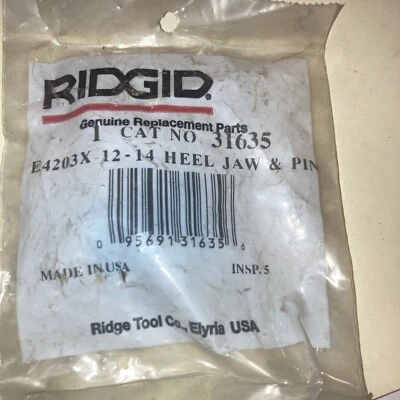 RIDGID
Genuine Replacement Parts
1 CAT NO 31635
E4203X 12-14 HEEL JAW & PIN
0 95691 31635 6
MADE IN USA INSP. 5
Ridge Tool Co., Elyria USA